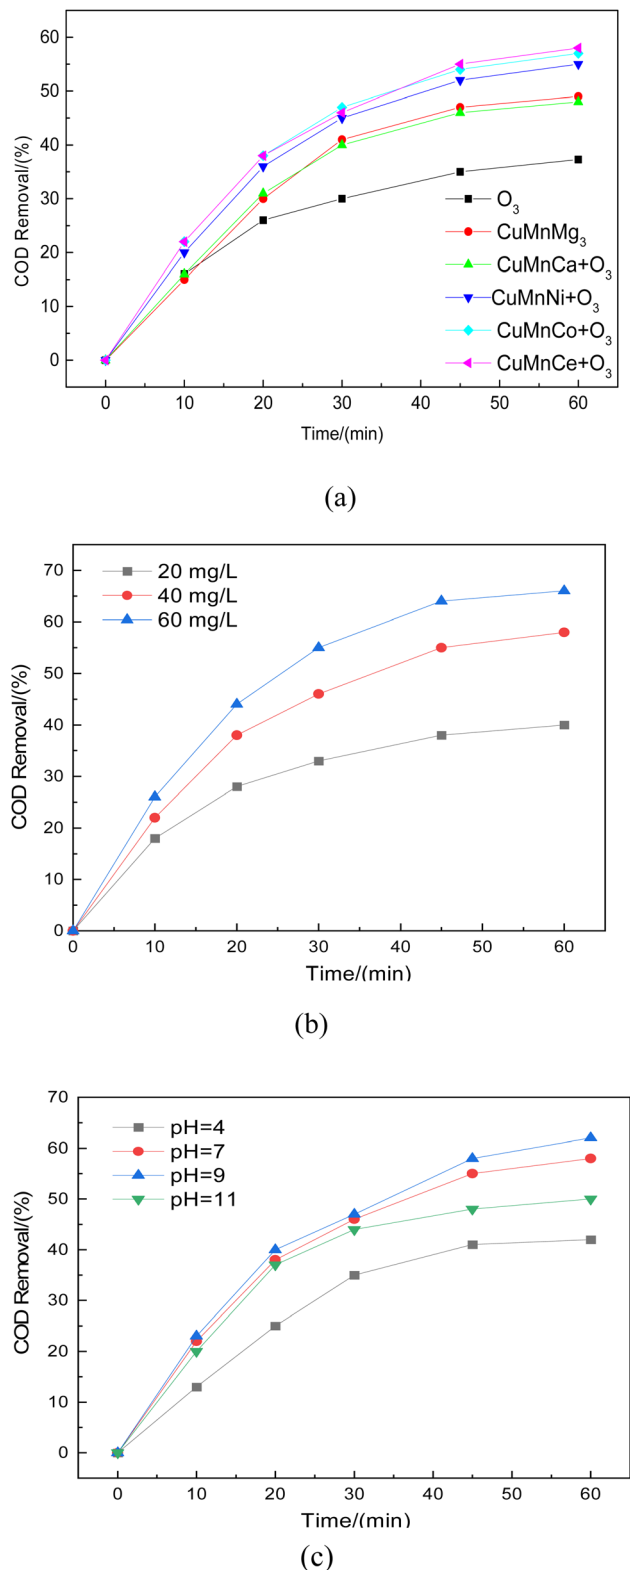 60
50
40
30
20
10
0
COD Removal/(%)
O₃
CuMnMg₃
CuMnCa+O₃
CuMnNi+O₃
CuMnCo+O₃
CuMnCe+O₃
0 10 20 30 40 50 60
Time/(min)
(a)
70
60
50
40
30
20
10
0
COD Removal/(%)
20 mg/L
40 mg/L
60 mg/L
0 10 20 30 40 50 60
Time/(min)
(b)
70
60
50
40
30
20
10
0
COD Removal/(%)
pH=4
pH=7
pH=9
pH=11
0 10 20 30 40 50 60
Time/(min)
(c)